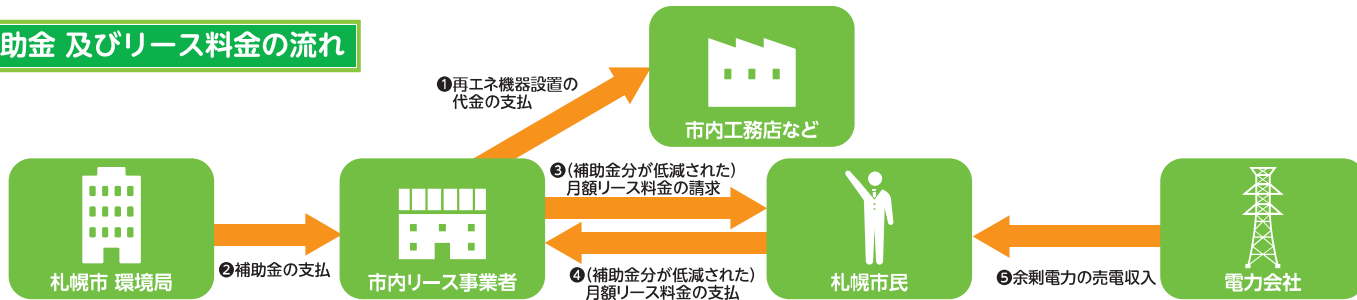 助金 及びリース料金の流れ
❶再エネ機器設置の
代金の支払
市内工務店など
❸(補助金分が低減された)
月額リース料金の請求
札幌市 環境局
❷補助金の支払
市内リース事業者
❹(補助金分が低減された)
月額リース料金の支払
札幌市民
❺余剰電力の売電収入
電力会社